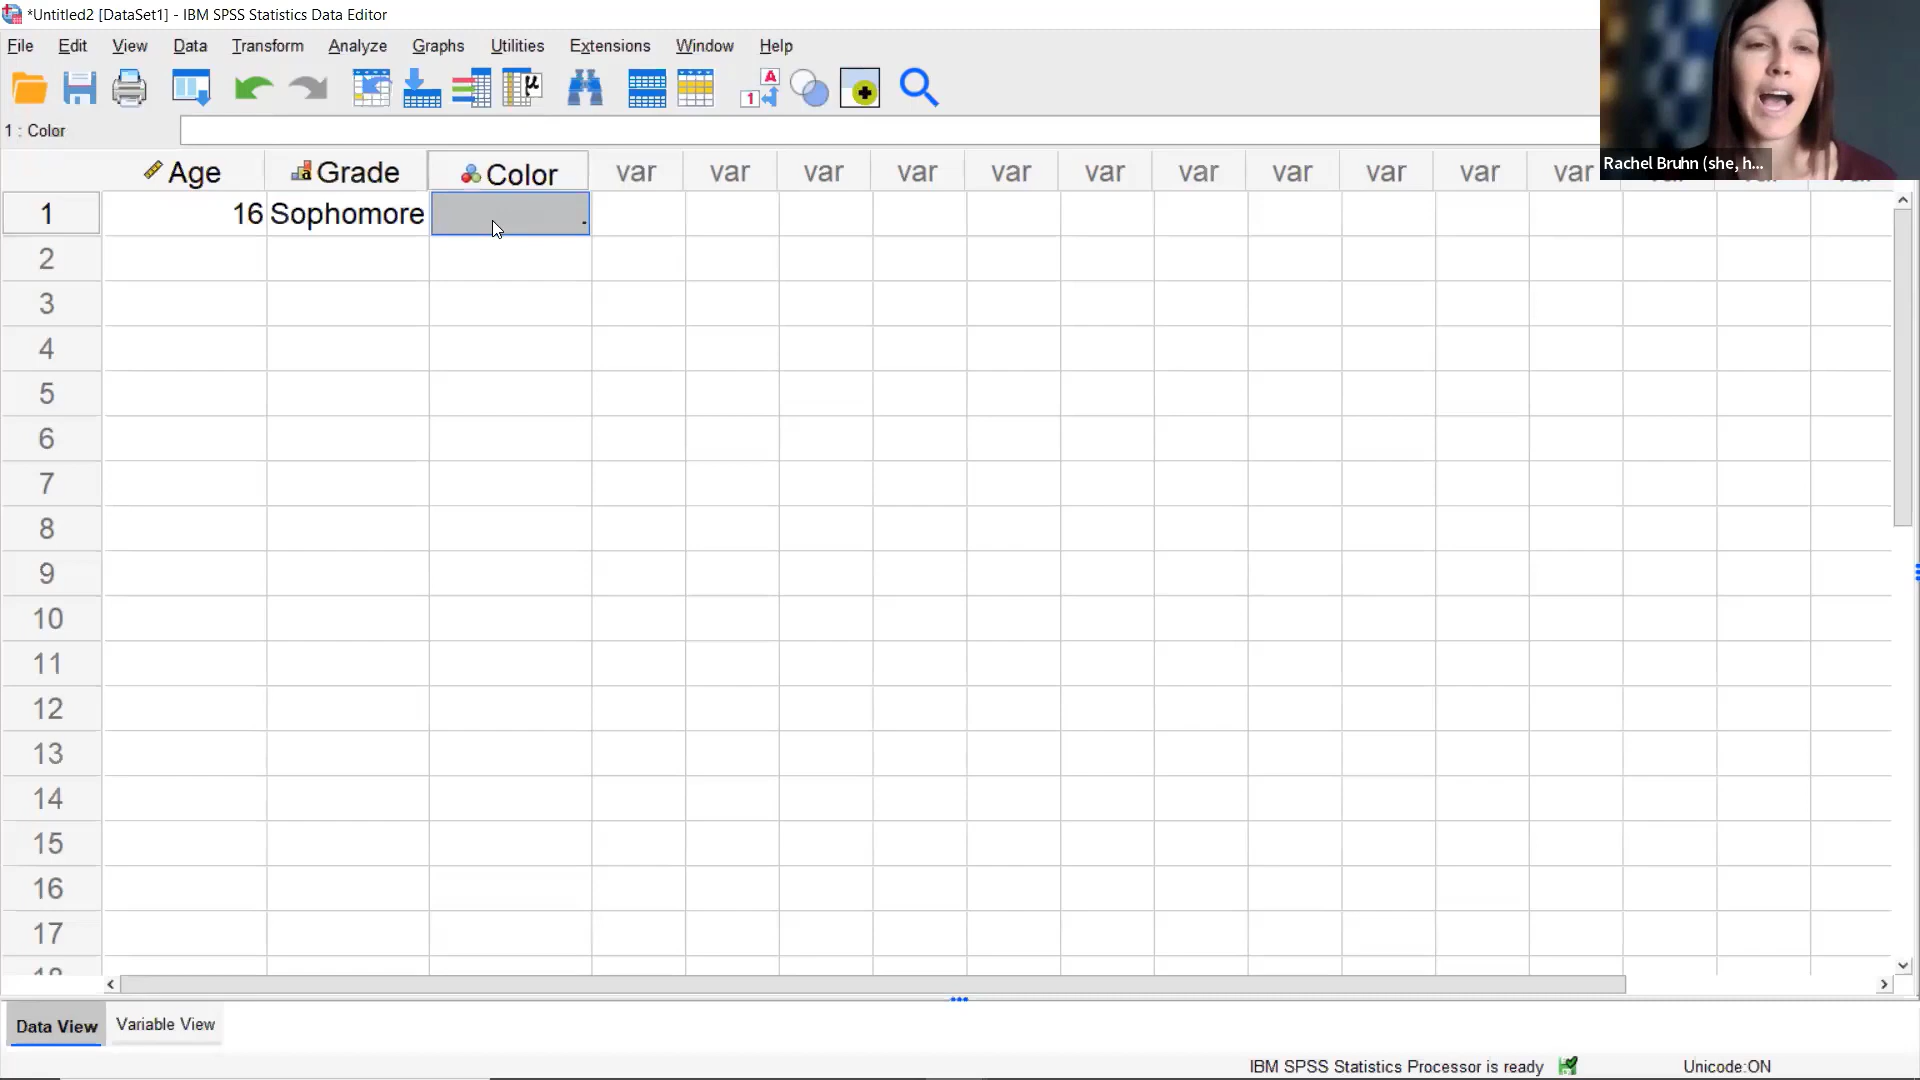 *Untitled2 [DataSet1] - IBM SPSS Statistics Data Editor
File Edit View Data Transform Analyze Graphs Utilities Extensions Window Help
1 A
1 : Color
Rachel Bruhn (she, h...
Age Grade Color var var var var var var var var var var var
1 16 Sophomore .
2
3
4
5
6
7
8
9
10
11
12
13
14
15
16
17
18
Data View Variable View
IBM SPSS Statistics Processor is ready Unicode:ON